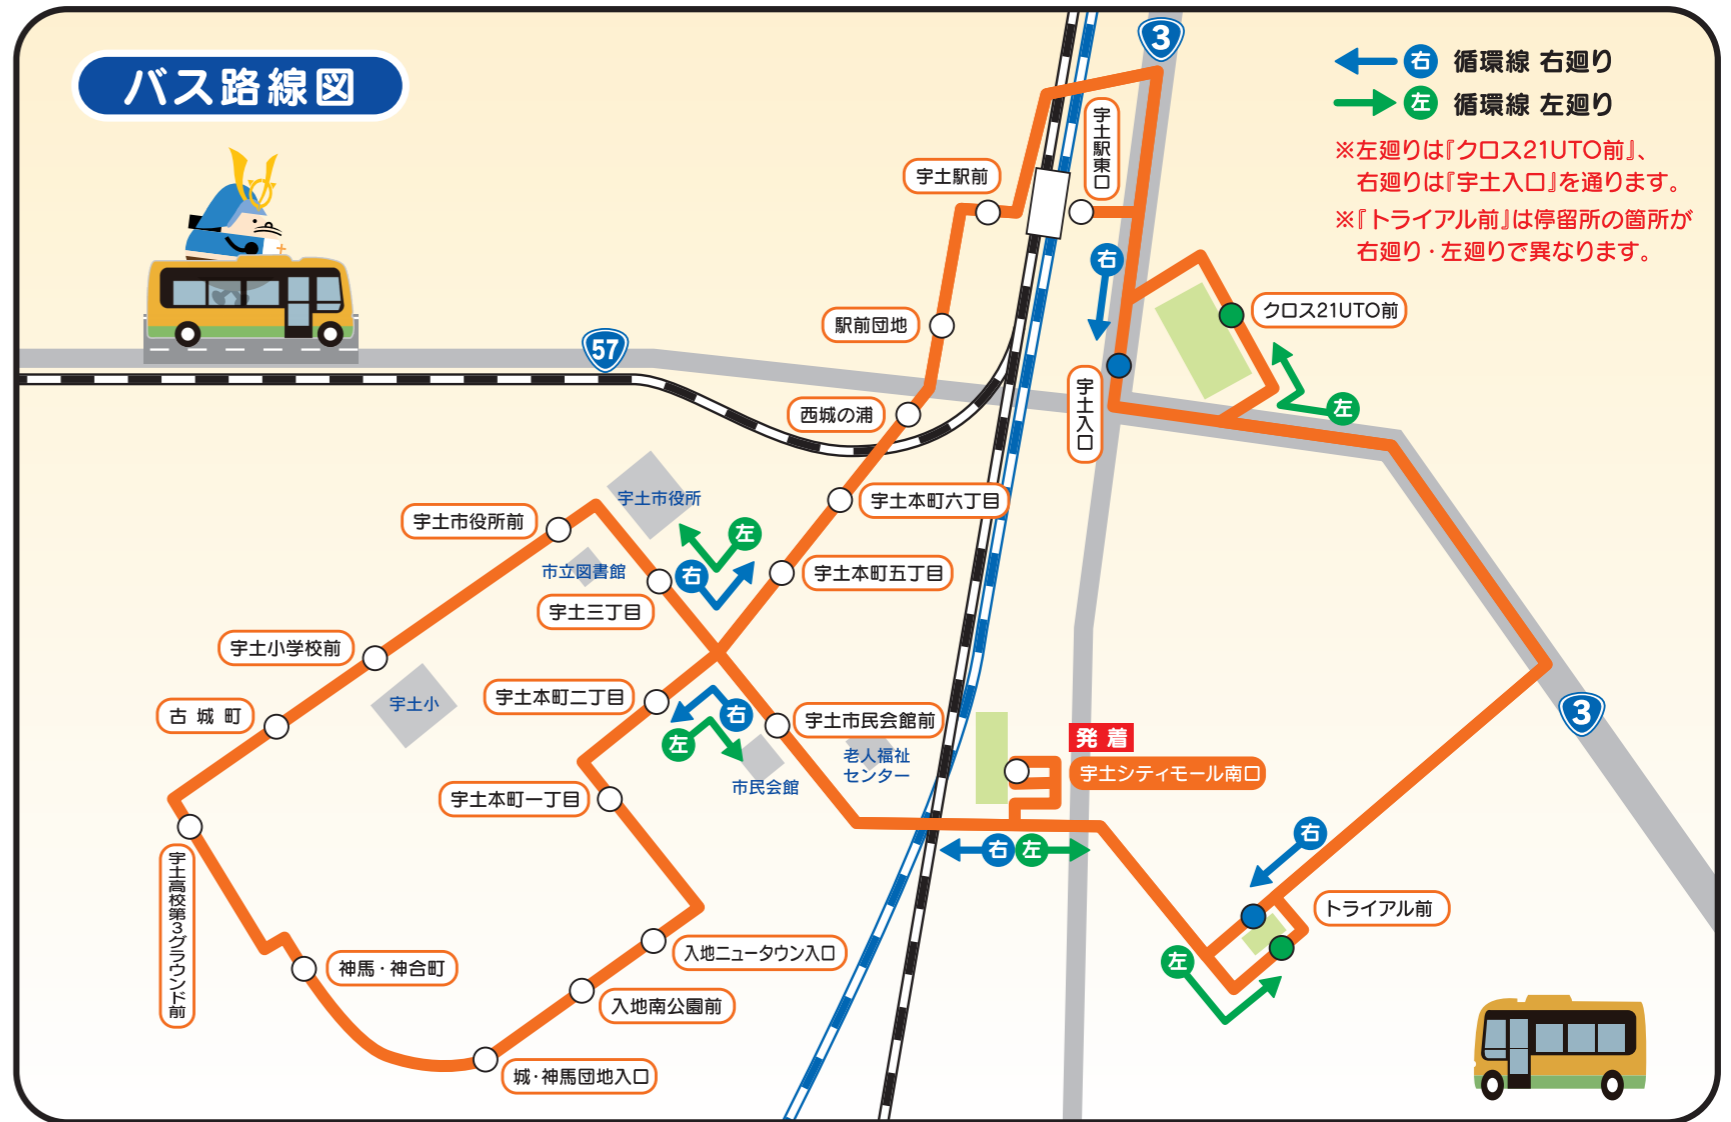 バス路線図
3
右 循環線 右廻り
左 循環線 左廻り
※左廻りは『クロス21UTO前』、
右廻りは『宇土入口』を通ります。
※『トライアル前』は停留所の箇所が
右廻り・左廻りで異なります。
宇土駅東口
宇土駅前
右
クロス21UTO前
駅前団地
57
宇土入口
左
西城の浦
宇土市役所
宇土本町六丁目
宇土市役所前
左
市立図書館
右
宇土本町五丁目
宇土三丁目
宇土小学校前
宇土本町二丁目
宇土小
古城町
右
左
宇土市民会館前
3
発着
老人福祉
センター
宇土シティモール南口
市民会館
宇土本町一丁目
右
右 左
宇土高校第3グラウンド前
トライアル前
神馬・神合町
入地ニュータウン入口
左
入地南公園前
城・神馬団地入口